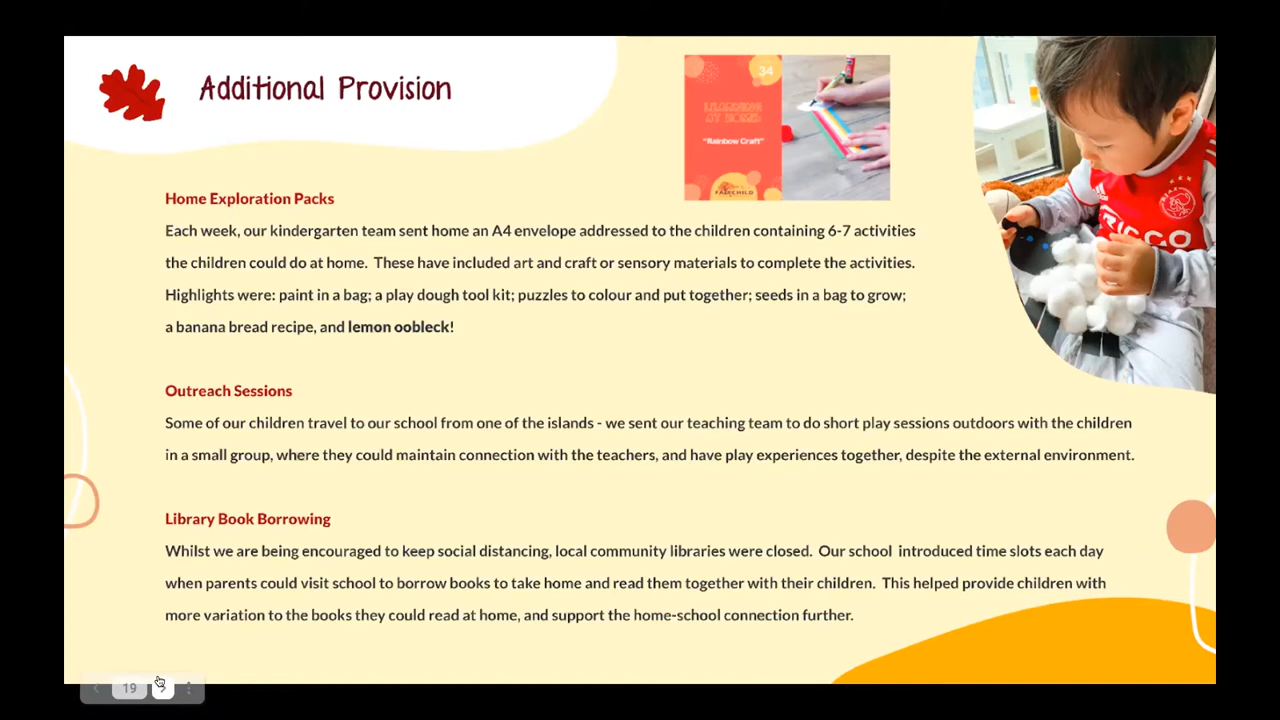 Additional Provision
34
LEARNING
AT HOME
"Rainbow Craft"
FAIRCHILD
Home Exploration Packs
Each week, our kindergarten team sent home an A4 envelope addressed to the children containing 6-7 activities
the children could do at home. These have included art and craft or sensory materials to complete the activities.
Highlights were: paint in a bag; a play dough tool kit; puzzles to colour and put together; seeds in a bag to grow;
a banana bread recipe, and lemon oobleck!
Outreach Sessions
Some of our children travel to our school from one of the islands - we sent our teaching team to do short play sessions outdoors with the children
in a small group, where they could maintain connection with the teachers, and have play experiences together, despite the external environment.
Library Book Borrowing
Whilst we are being encouraged to keep social distancing, local community libraries were closed. Our school introduced time slots each day
when parents could visit school to borrow books to take home and read them together with their children. This helped provide children with
more variation to the books they could read at home, and support the home-school connection further.
19